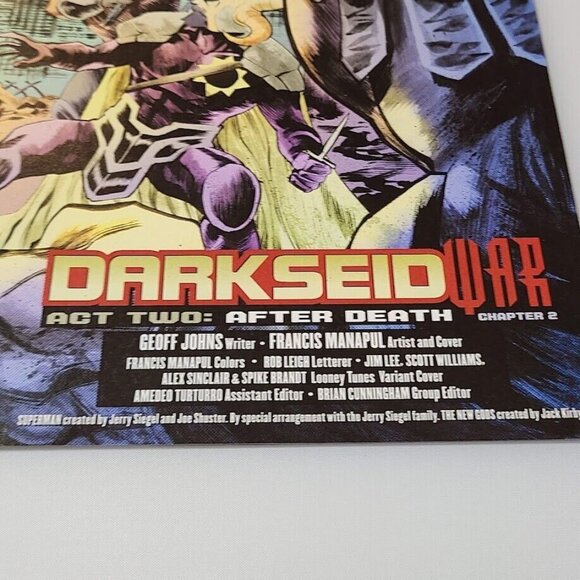 DARKSEID WAR
ACT TWO: AFTER DEATH CHAPTER 2
GEOFF JOHNS Writer • FRANCIS MANAPUL Artist and Cover
FRANCIS MANAPUL Colors • ROB LEIGH Letterer • JIM LEE, SCOTT WILLIAMS,
ALEX SINCLAIR & SPIKE BRANDT Looney Tunes Variant Cover
AMEDEO TURTURRO Assistant Editor • BRIAN CUNNINGHAM Group Editor
SUPERMAN created by Jerry Siegel and Joe Shuster. By special arrangement with the Jerry Siegel family. THE NEW GODS created by Jack Kirby